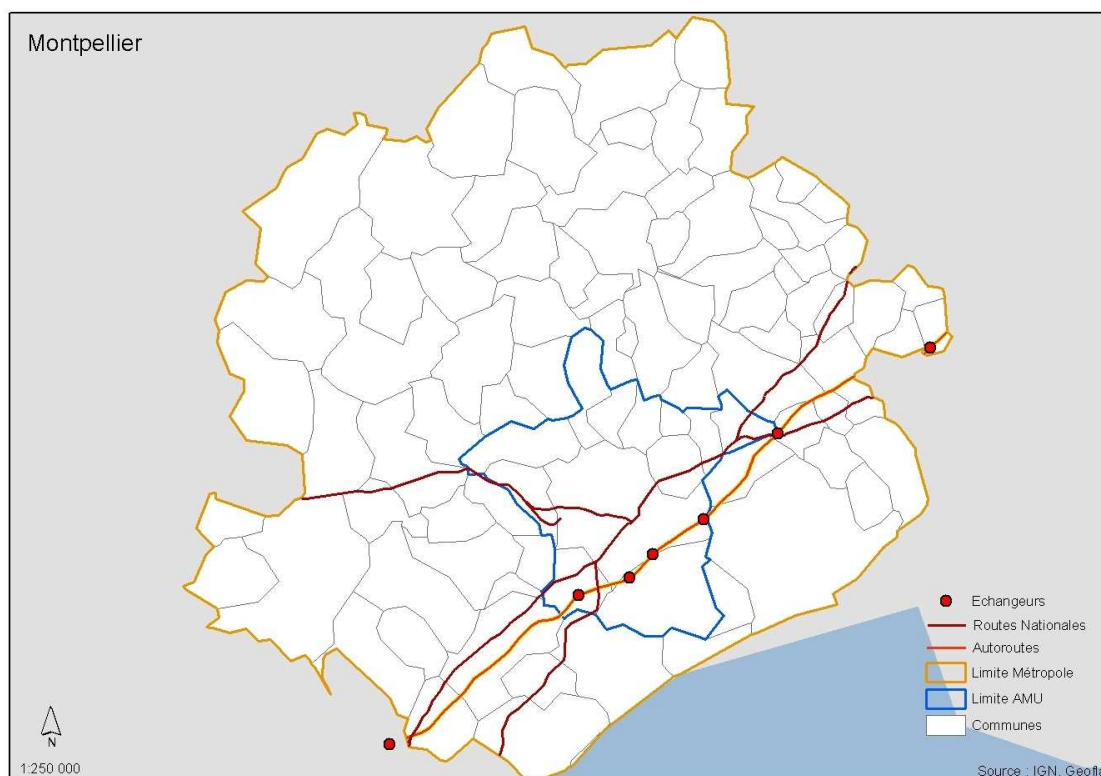 Montpellier
Echangeurs
Routes Nationales
Autoroutes
Limite Métropole
Limite AMU
Communes
N
1:250 000
Source : IGN, Geofla